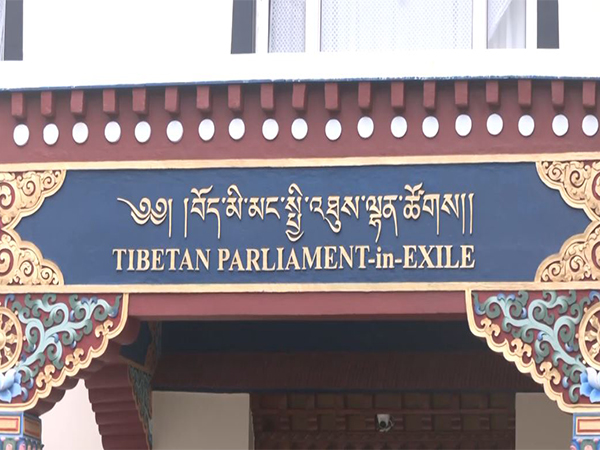 ༄༅། །བོད་མི་མང་སྤྱི་འཐུས་ལྷན་ཚོགས། །
TIBETAN PARLIAMENT-in-EXILE